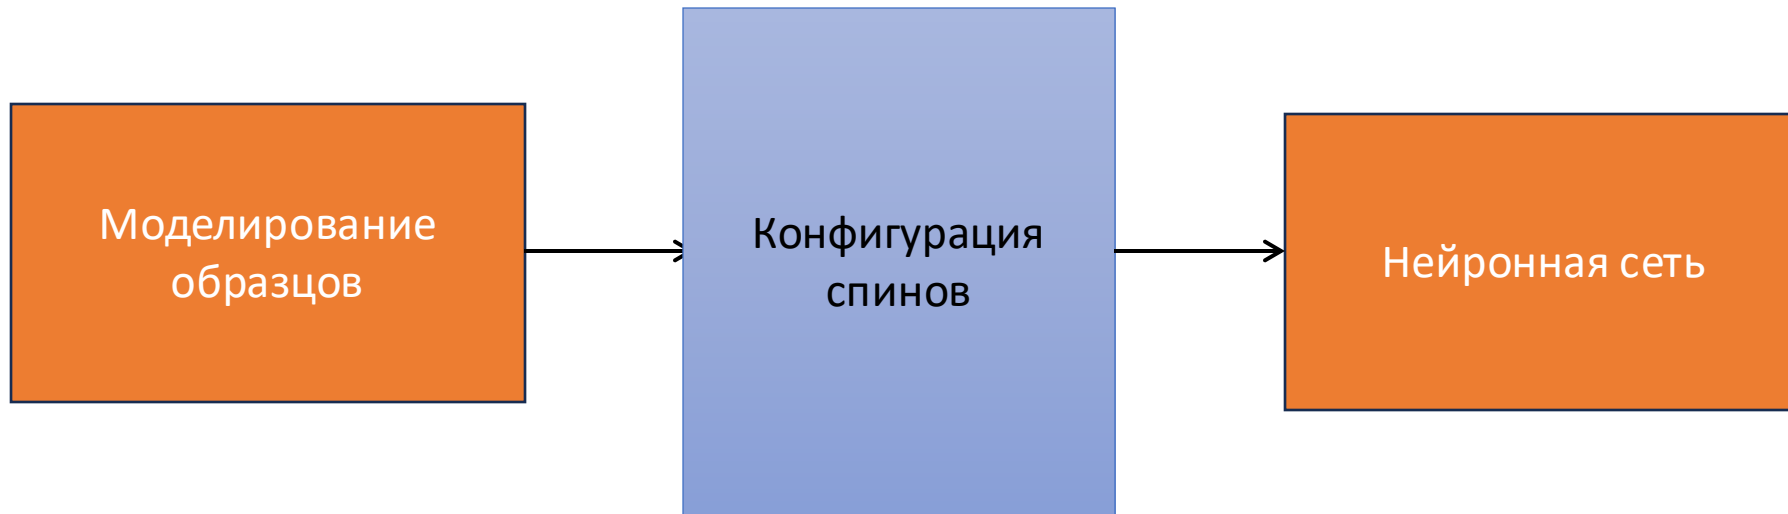 Моделирование
образцов
Конфигурация
спинов
Нейронная сеть